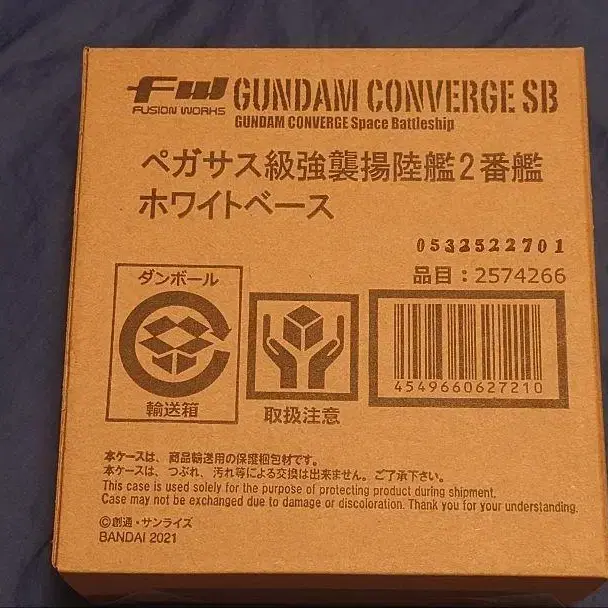 FW GUNDAM CONVERGE SB
FUSION WORKS
GUNDAM CONVERGE Space Battleship
ペガサス級強襲揚陸艦2番艦
ホワイトベース
0532522701
品目：2574266
ダンボール
輸送箱
取扱注意
4549660627210
本ケースは、商品輸送用の保護梱包材です。
本ケースは、つぶれ、汚れ等による交換は出来ません。ご了承下さい。
This case is used solely for the purpose of protecting product during shipment.
Case may not be exchanged due to damage or discoloration. Thank you for your understanding.
©創通・サンライズ
BANDAI 2021